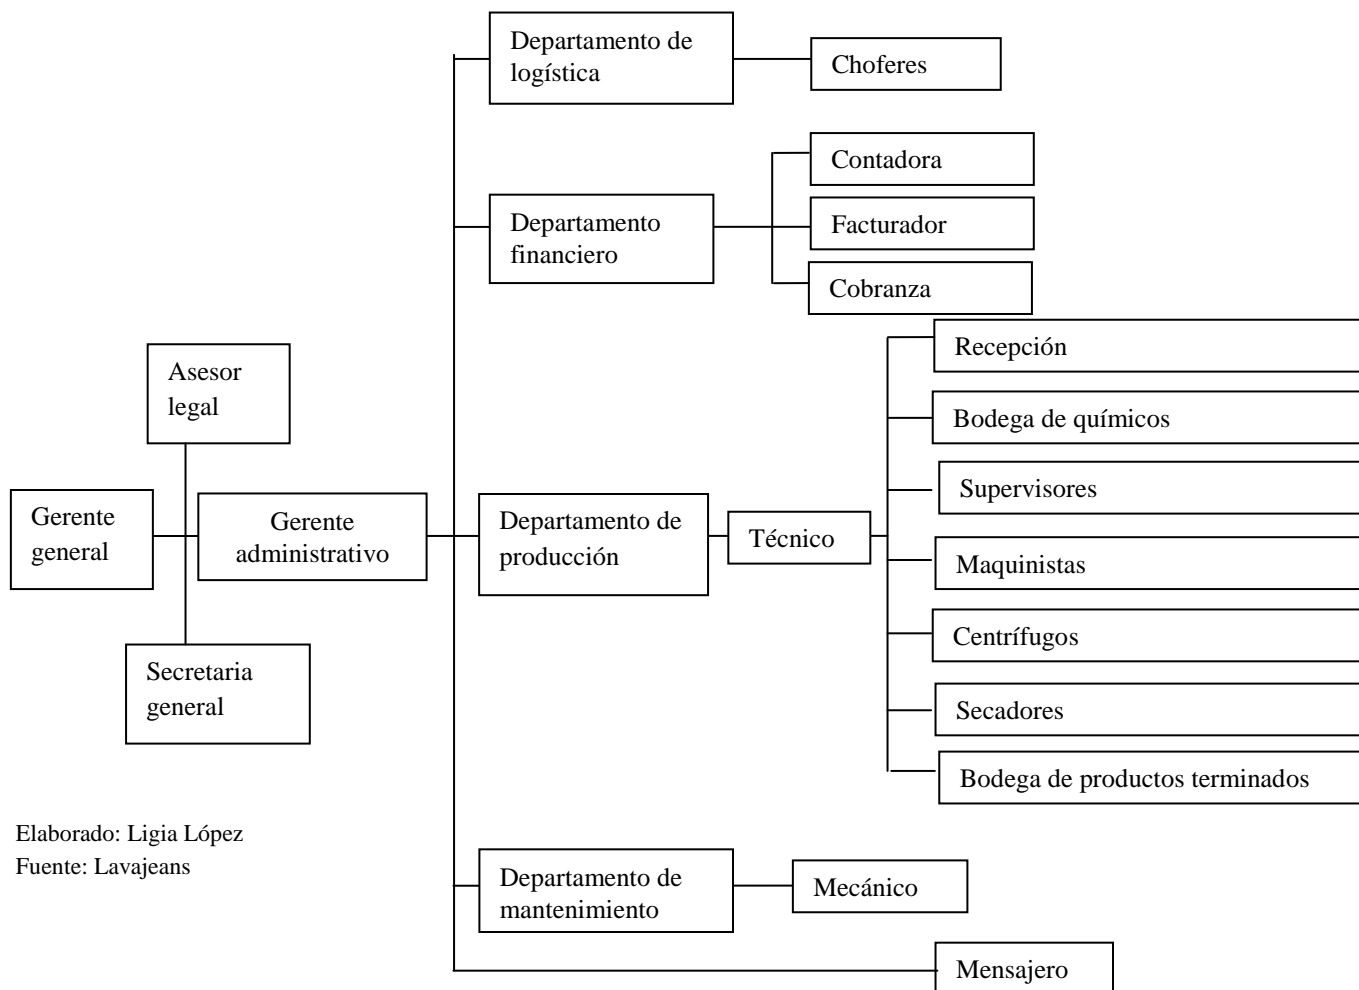 Departamento de
logística
Choferes
Contadora
Departamento
financiero
Facturador
Cobranza
Recepción
Asesor
legal
Bodega de químicos
Supervisores
Gerente
general
Gerente
administrativo
Departamento de
producción
Técnico
Maquinistas
Centrífugos
Secretaria
general
Secadores
Bodega de productos terminados
Elaborado: Ligia López
Fuente: Lavajeans
Departamento de
mantenimiento
Mecánico
Mensajero